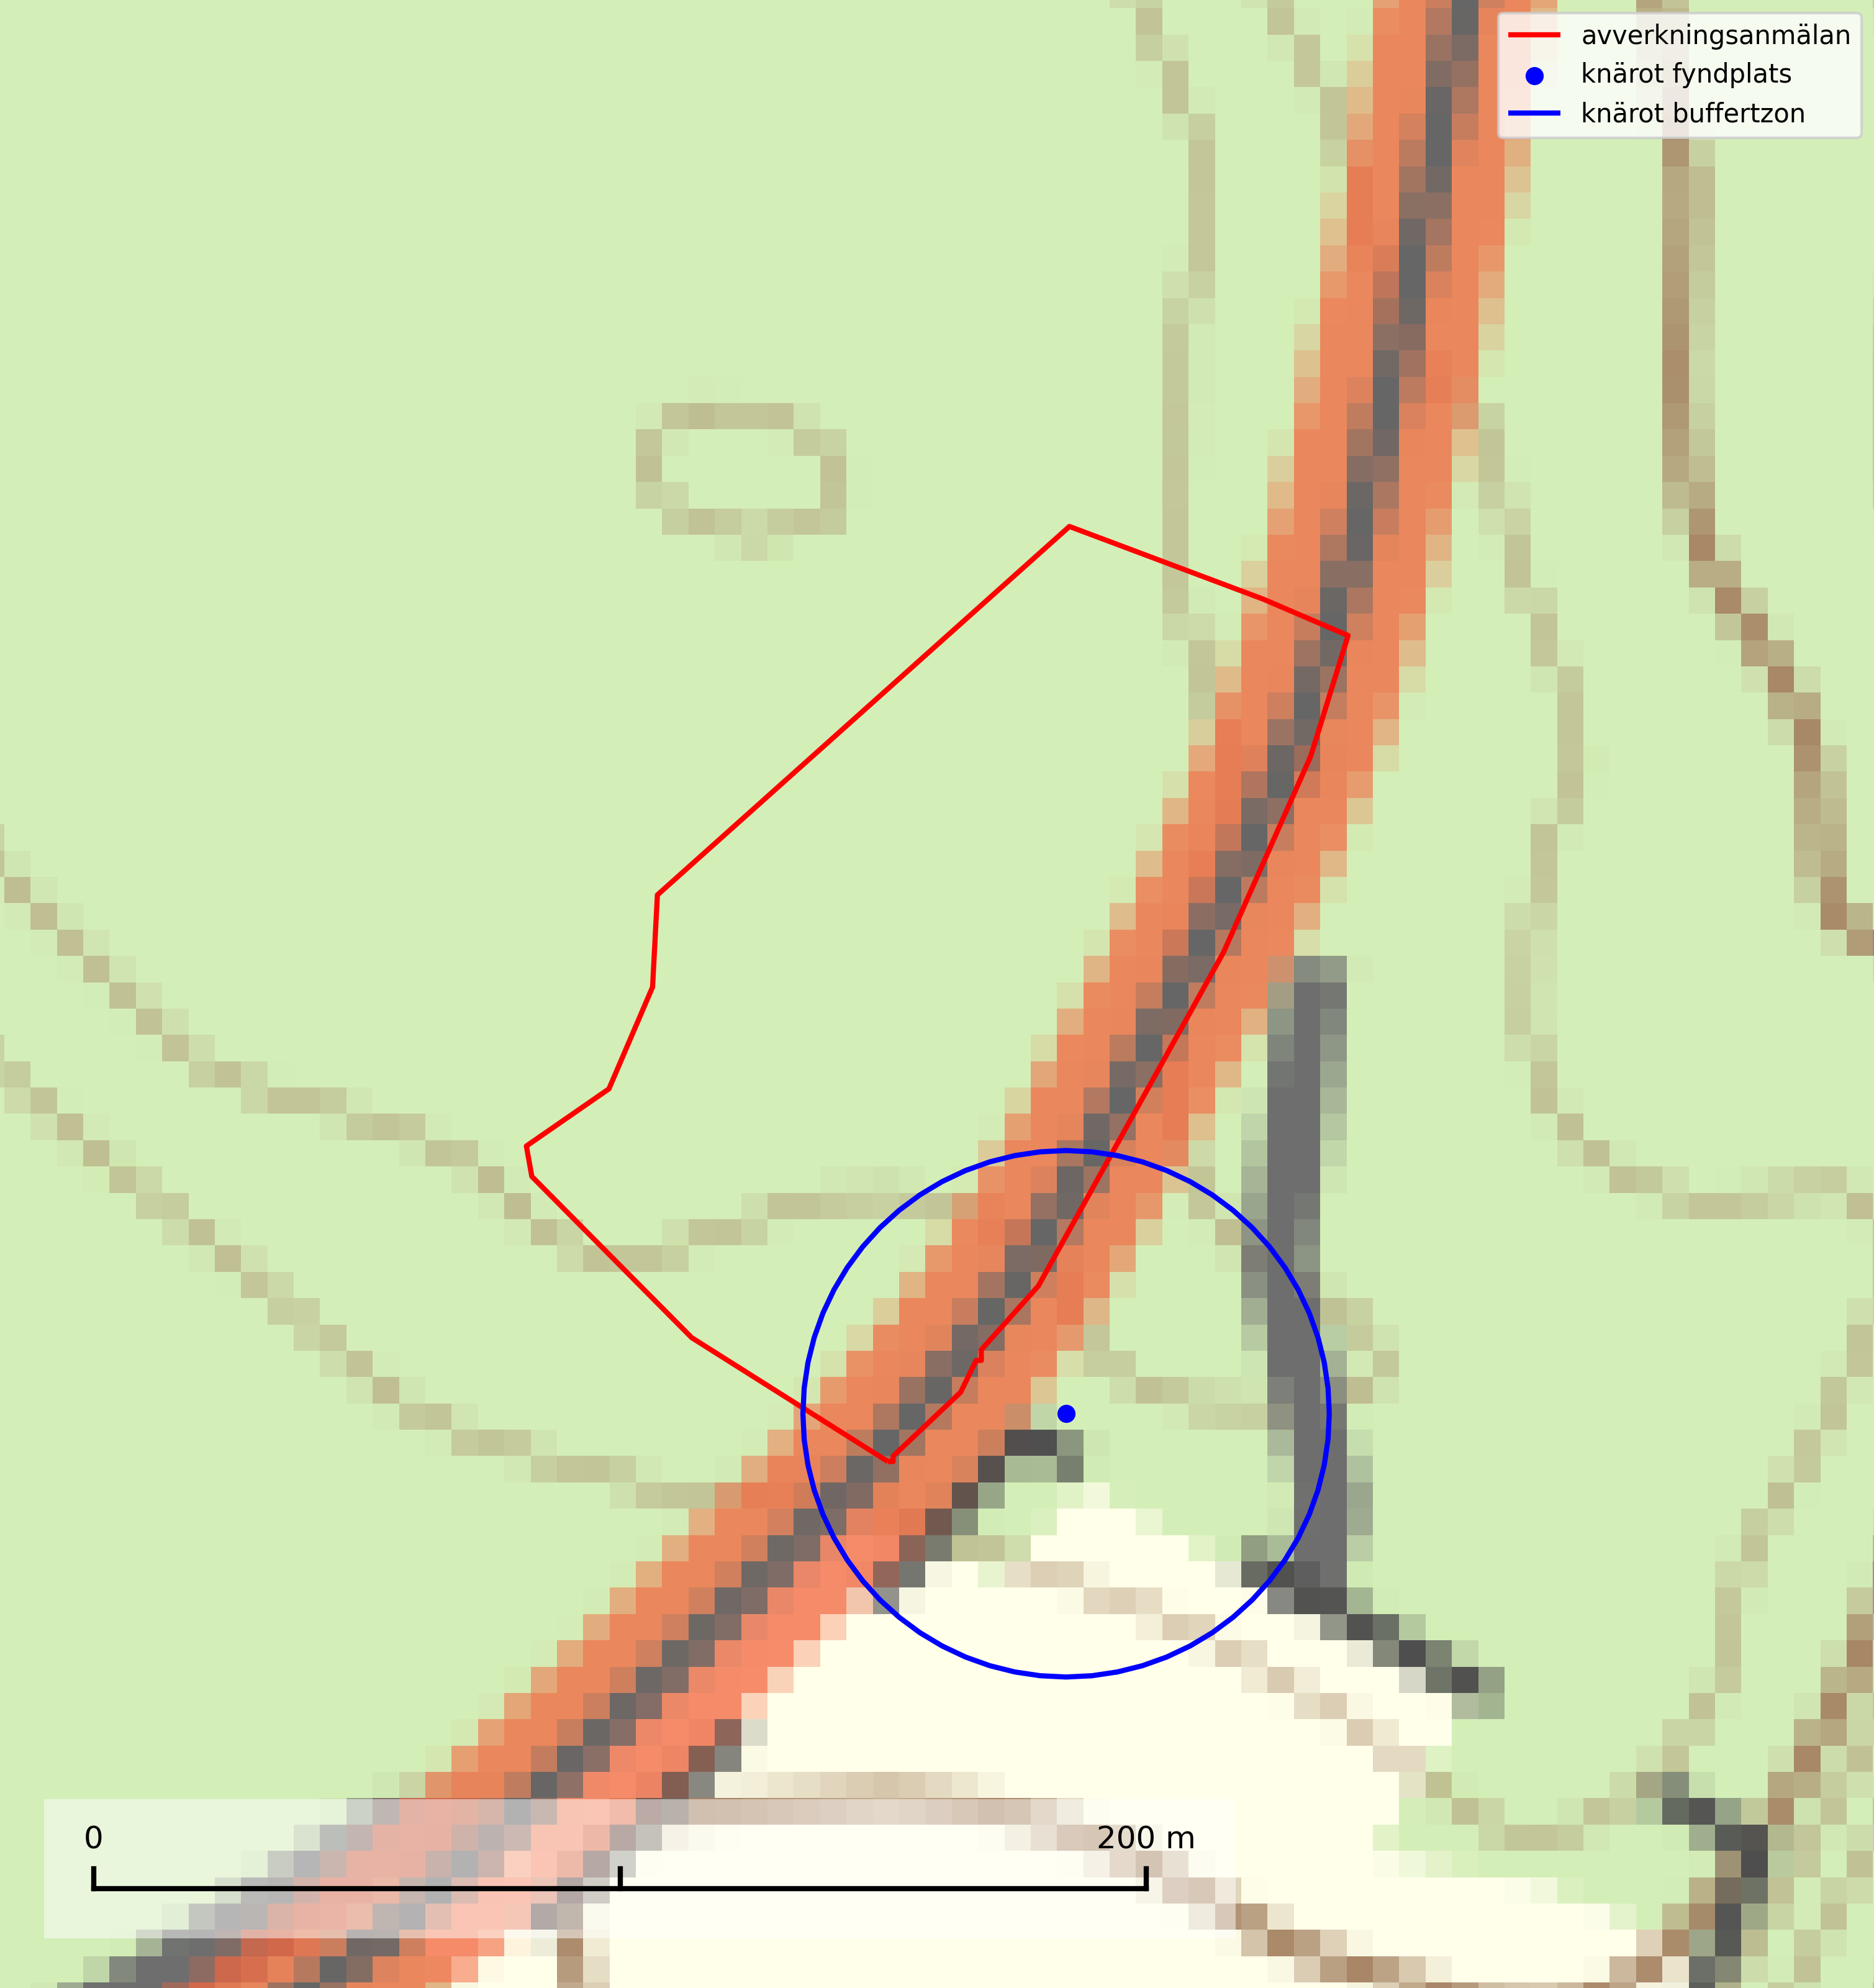 avverkningsanmälan
knärot fyndplats
knärot buffertzon
0
200 m